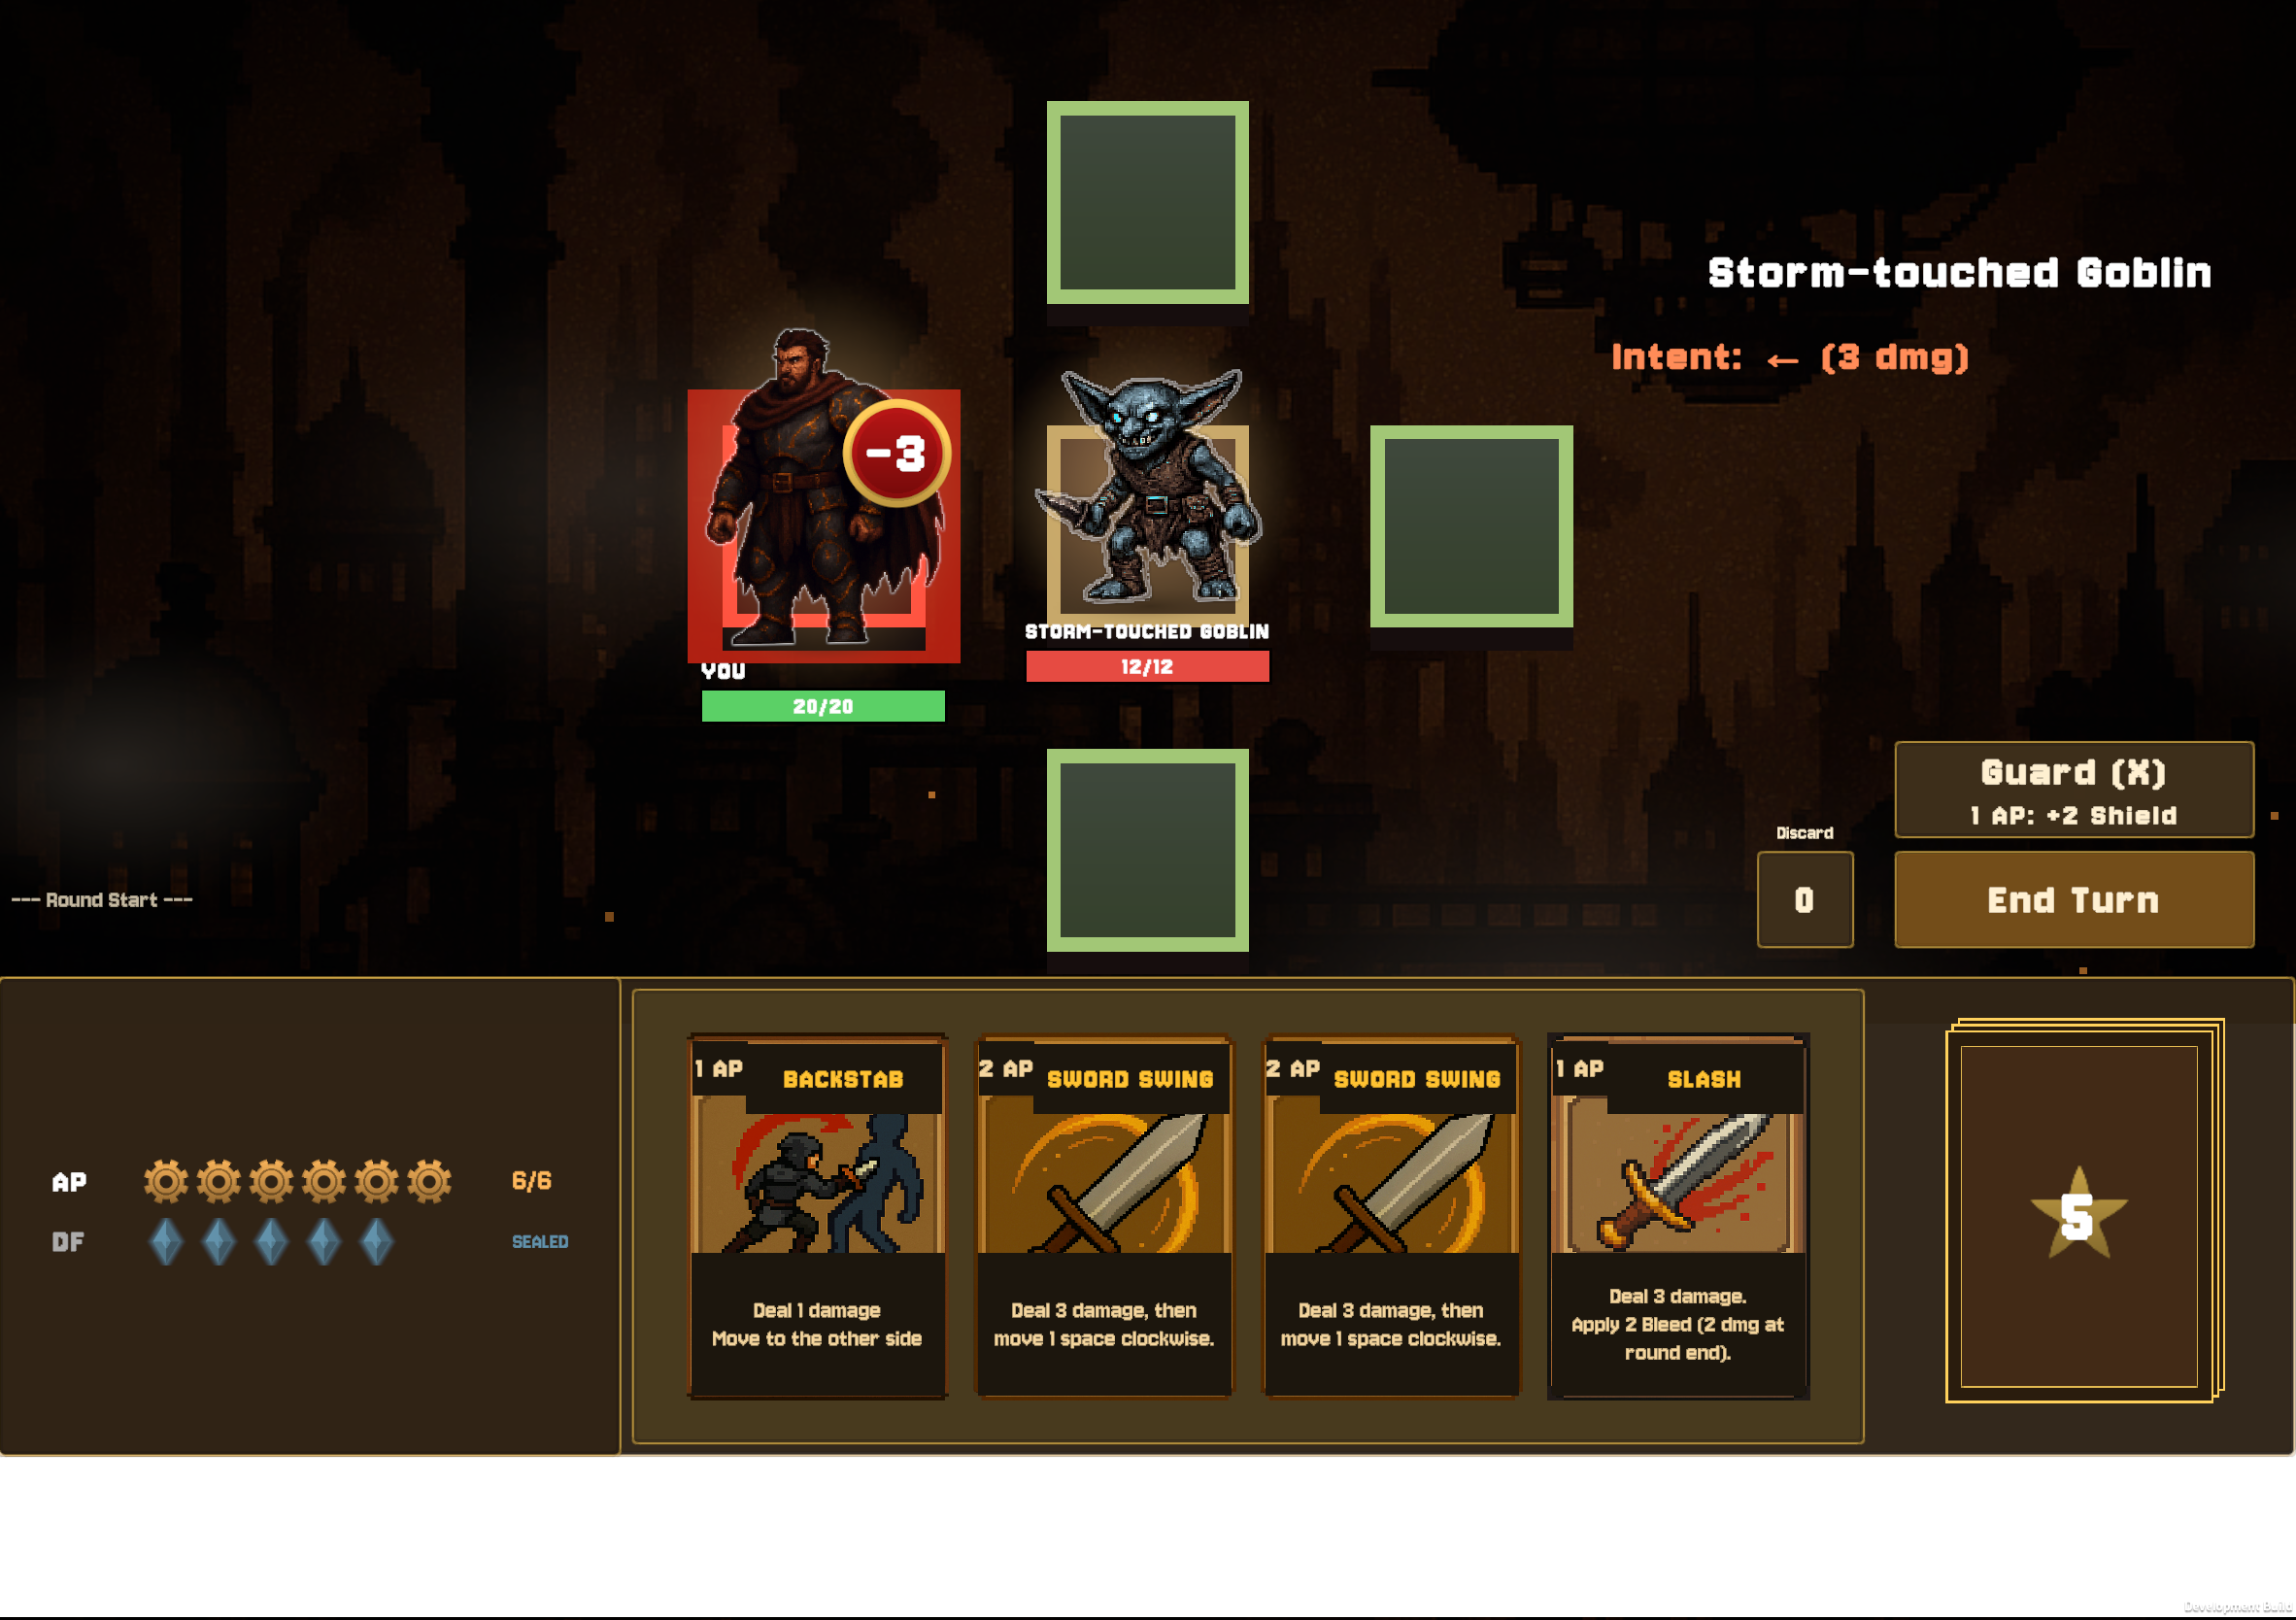 Storm-touched Goblin
Intent: ← (3 dmg)
-3
YOU
20/20
STORM-TOUCHED GOBLIN
12/12
Guard (X)
1 AP: +2 Shield
Discard
0
End Turn
--- Round Start ---
AP
6/6
DF
SEALED
1 AP
BACKSTAB
Deal 1 damage
Move to the other side
2 AP
SWORD SWING
Deal 3 damage, then
move 1 space clockwise.
2 AP
SWORD SWING
Deal 3 damage, then
move 1 space clockwise.
1 AP
SLASH
Deal 3 damage.
Apply 2 Bleed (2 dmg at
round end).
5
Development Build